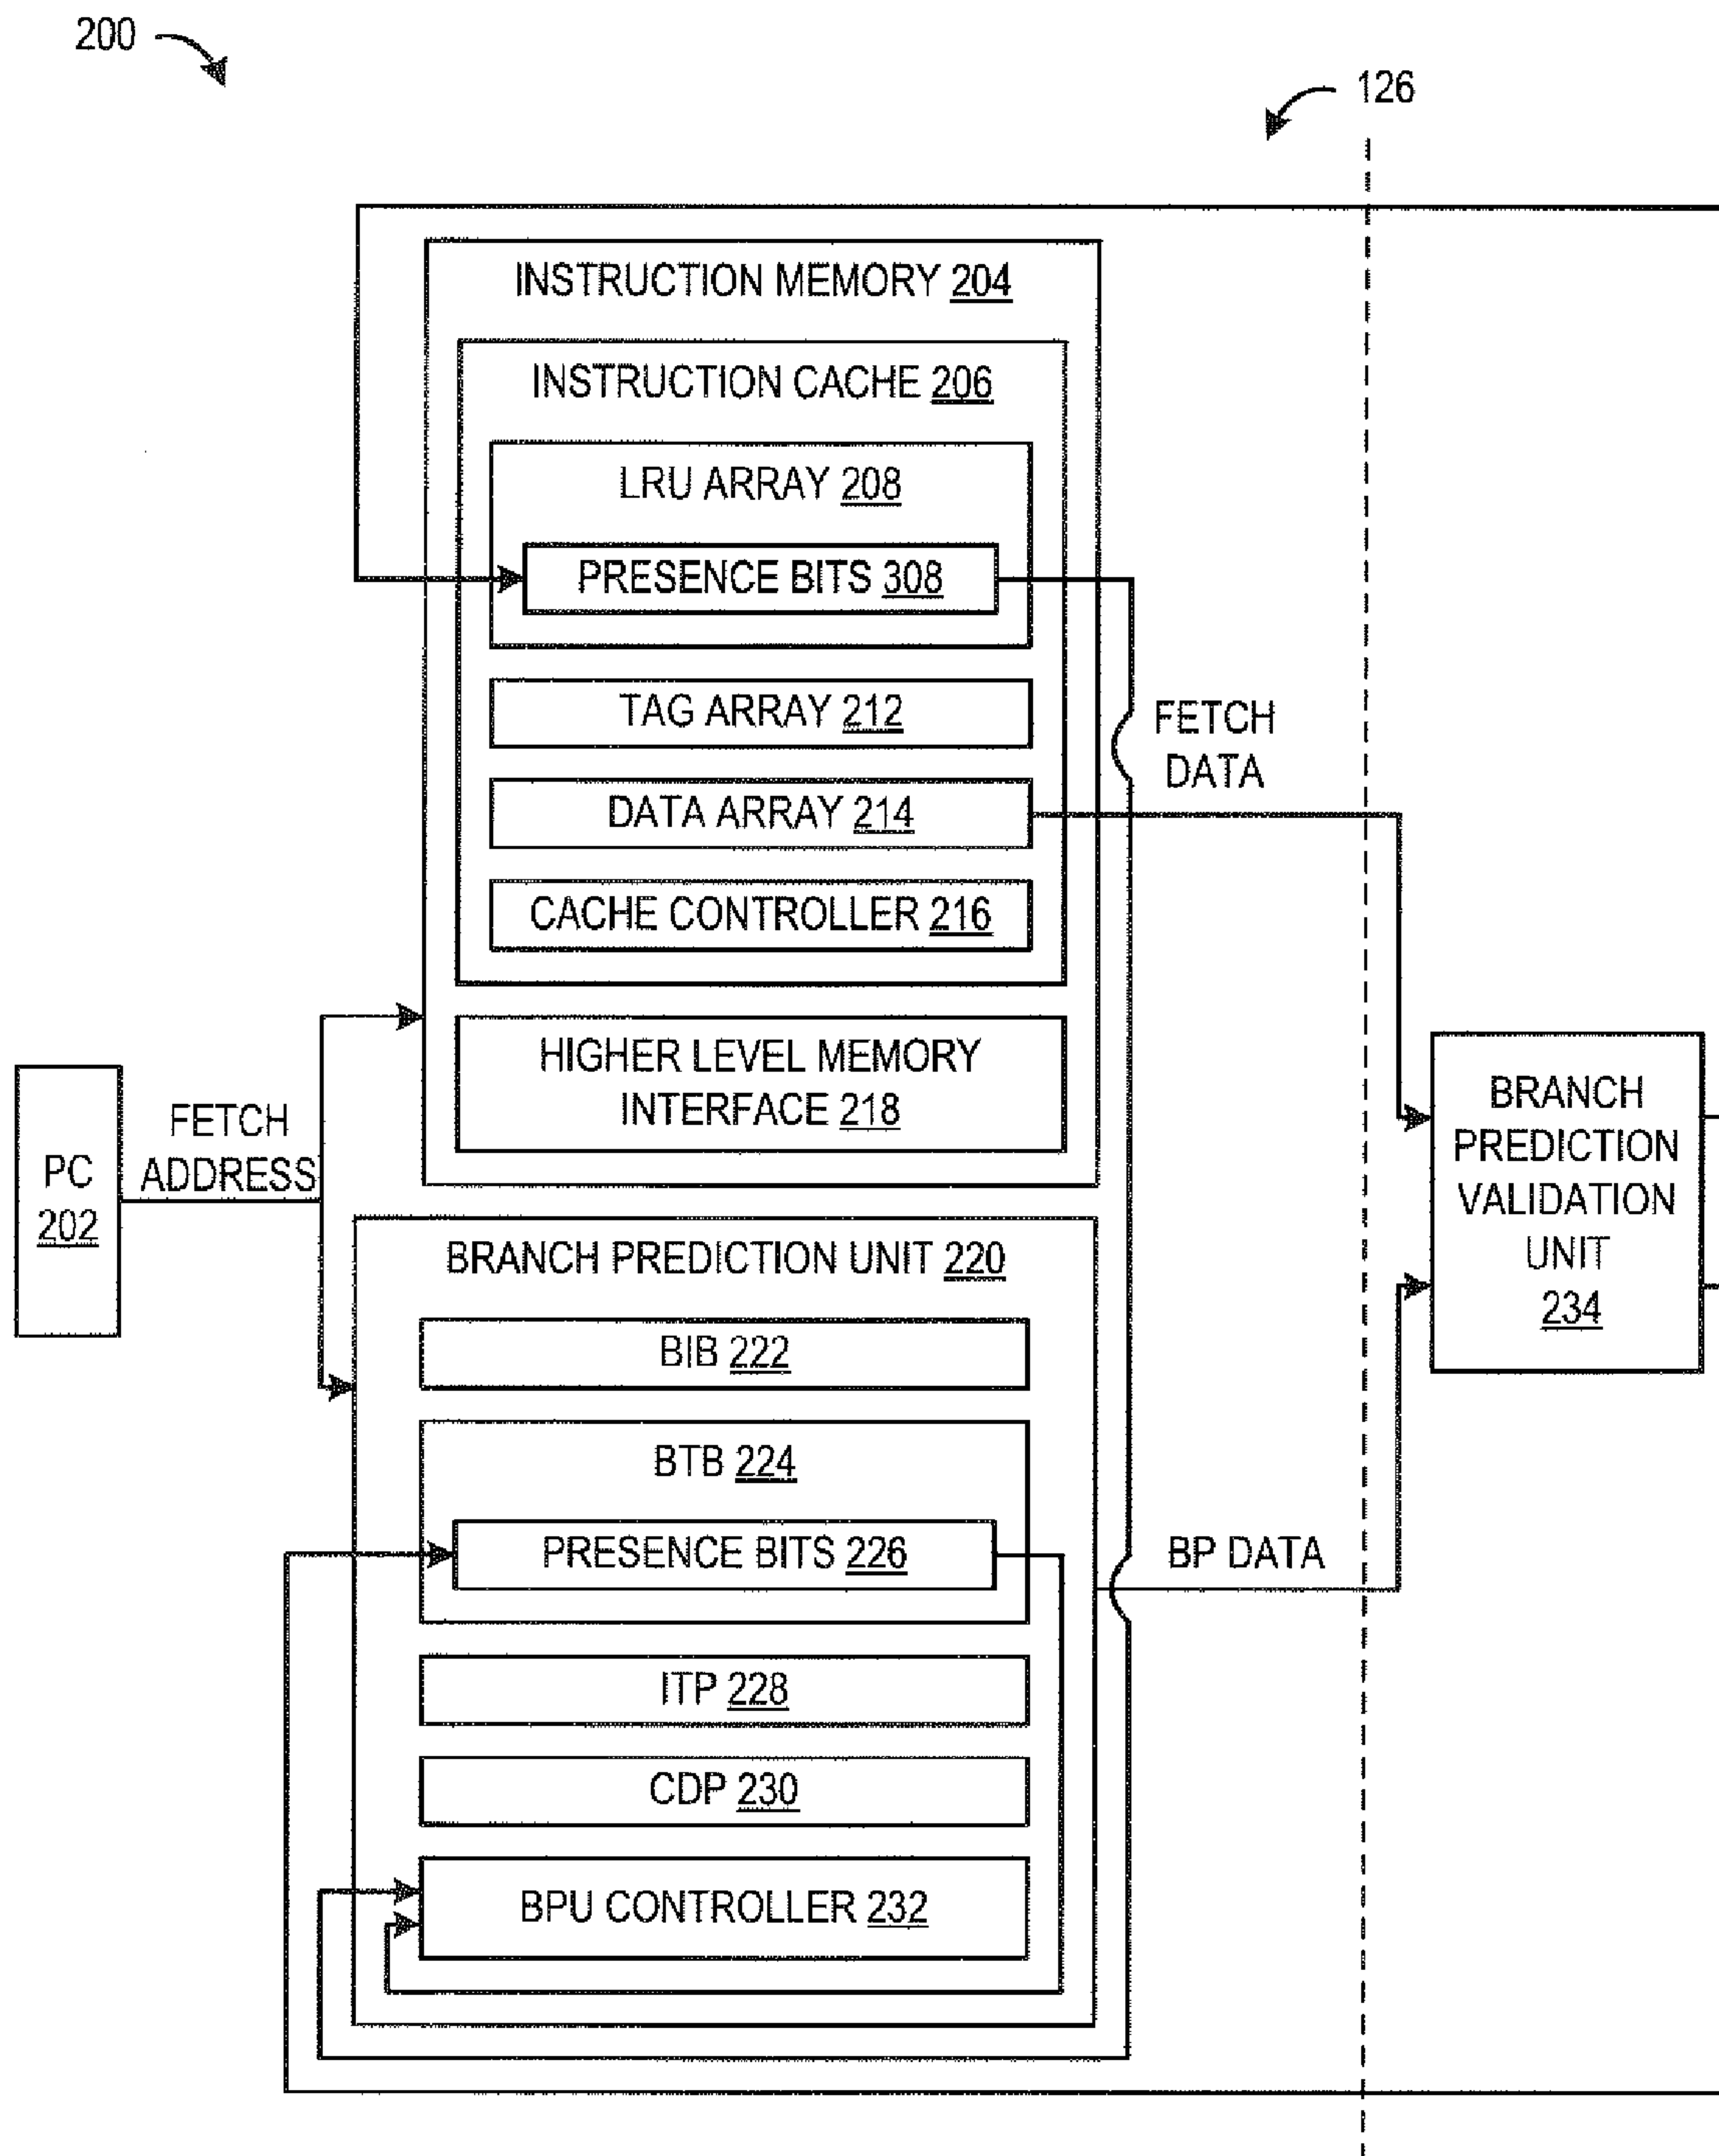 200
126
INSTRUCTION MEMORY 204
INSTRUCTION CACHE 206
LRU ARRAY 208
PRESENCE BITS 308
TAG ARRAY 212
DATA ARRAY 214
CACHE CONTROLLER 216
HIGHER LEVEL MEMORY
INTERFACE 218
FETCH
DATA
PC
202
FETCH
ADDRESS
BRANCH
PREDICTION
VALIDATION
UNIT
234
BRANCH PREDICTION UNIT 220
BIB 222
BTB 224
PRESENCE BITS 226
BP DATA
ITP 228
CDP 230
BPU CONTROLLER 232